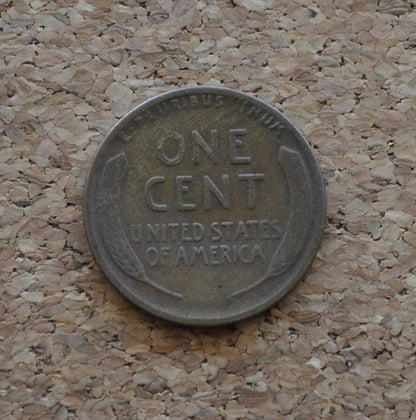 E PLURIBUS UNUM
ONE
CENT
UNITED STATES
OF AMERICA